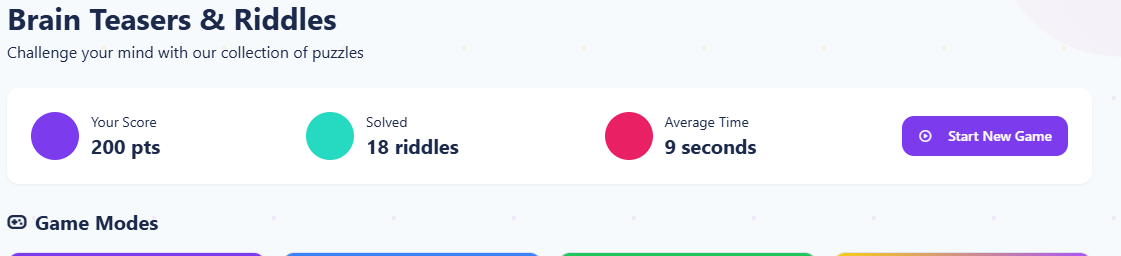 Brain Teasers & Riddles
Challenge your mind with our collection of puzzles
Your Score
200 pts
Solved
18 riddles
Average Time
9 seconds
Start New Game
Game Modes